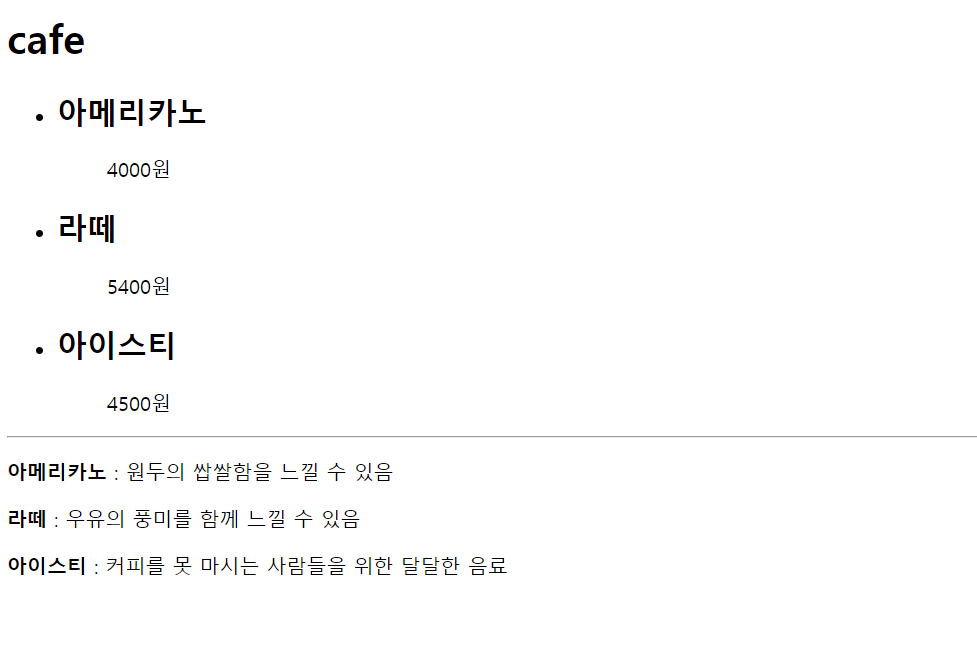 cafe
아메리카노
4000원
라떼
5400원
아이스티
4500원
아메리카노 : 원두의 쌉쌀함을 느낄 수 있음
라떼 : 우유의 풍미를 함께 느낄 수 있음
아이스티 : 커피를 못 마시는 사람들을 위한 달달한 음료